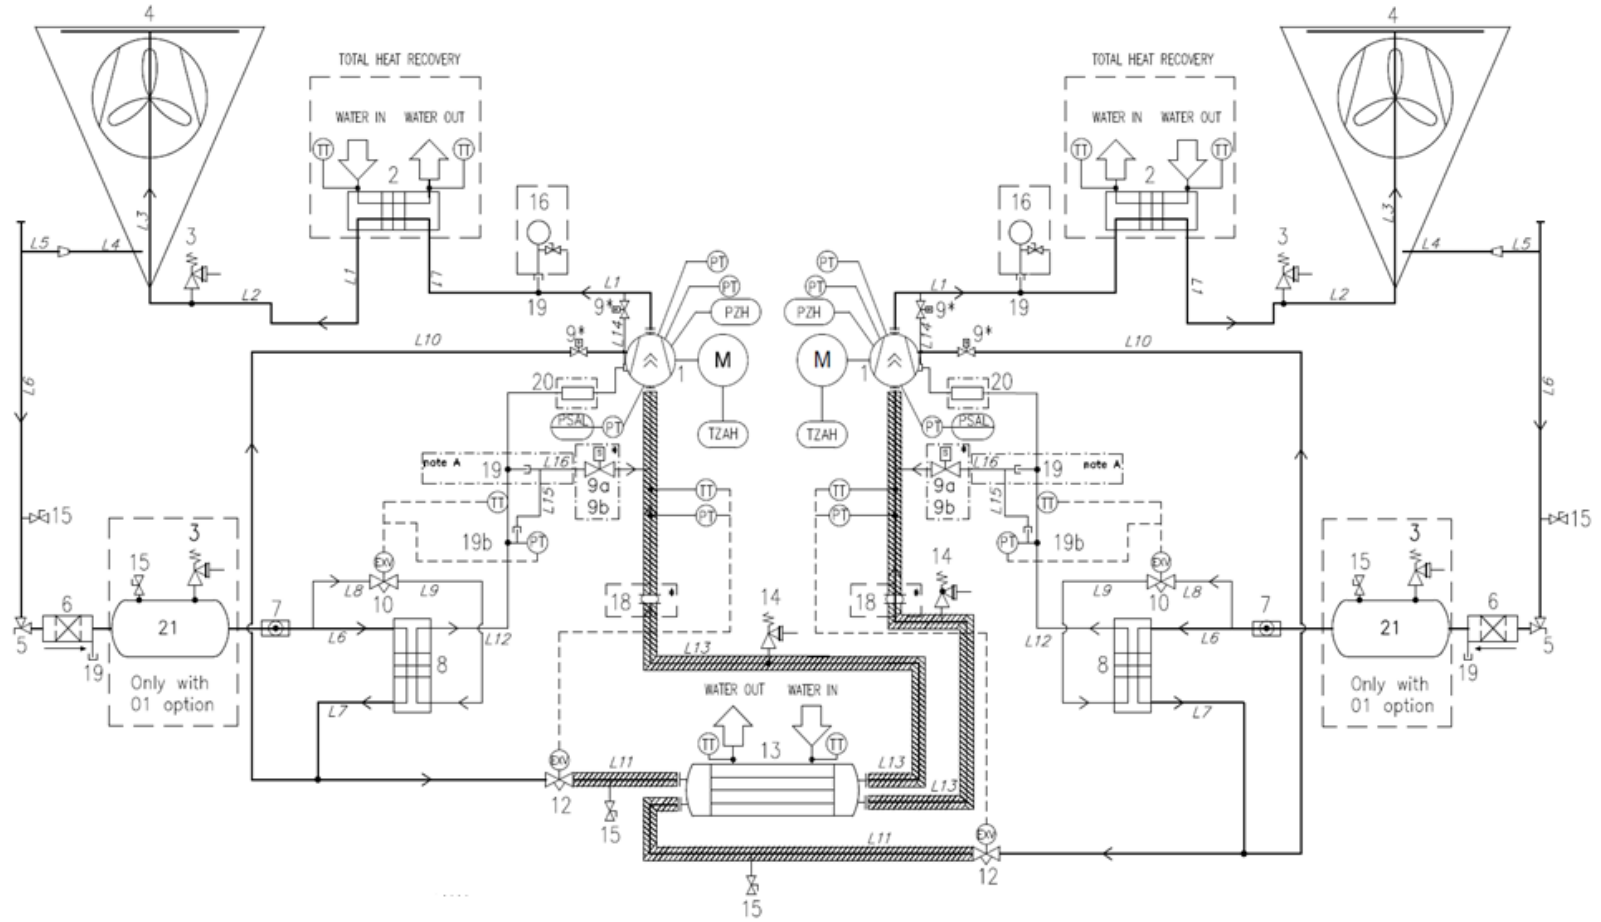 4 4
TOTAL HEAT RECOVERY TOTAL HEAT RECOVERY
WATER IN WATER OUT WATER IN WATER OUT
TT TT TT TT
2 2
16 16
L3 L3
3 3
L5 L4 L4 L5
PT PT
L1 L7 L1 L1 L7
PT PT
L2 19 9* 9* 19 L2
PZH PZH
L14 L14
L10 9* 9* L10
M M
1 1
20 20
L6 L6
PSAL PT PT PSAL
TZAH TZAH
note A 19 L16 S * S * L16 19 note A
9a 9a
TT L15 9b TT TT 9b L15 TT
15 PT PT 15
19b PT PT 19b
3 3
15 EXV 14 EXV 15
L8 L9 L9 L8
6 10 18 * 14 18 * 10 6
7 7
5 21 L6 L12 L12 L6 21 5
19 8 L13 8 19
Only with Only with
01 option 01 option
WATER OUT WATER IN
L7 L7
TT 13 TT
EXV L11 L13
L13
12
15
EXV
L11
12
15